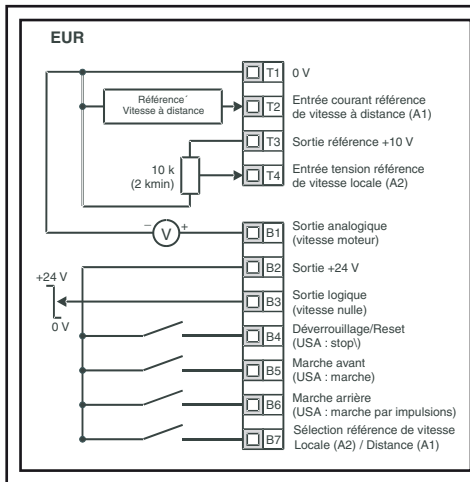 EUR
T1 0 V
Référence
Vitesse à distance
T2 Entrée courant référence
de vitesse à distance (A1)
T3 Sortie référence +10 V
10 k
(2 kmin)
T4 Entrée tension référence
de vitesse locale (A2)
− V +
B1 Sortie analogique
(vitesse moteur)
B2 Sortie +24 V
+24 V
0 V
B3 Sortie logique
(vitesse nulle)
B4 Déverrouillage/Reset
(USA : stop\)
B5 Marche avant
(USA : marche)
B6 Marche arrière
(USA : marche par impulsions)
B7 Sélection référence de vitesse
Locale (A2) / Distance (A1)